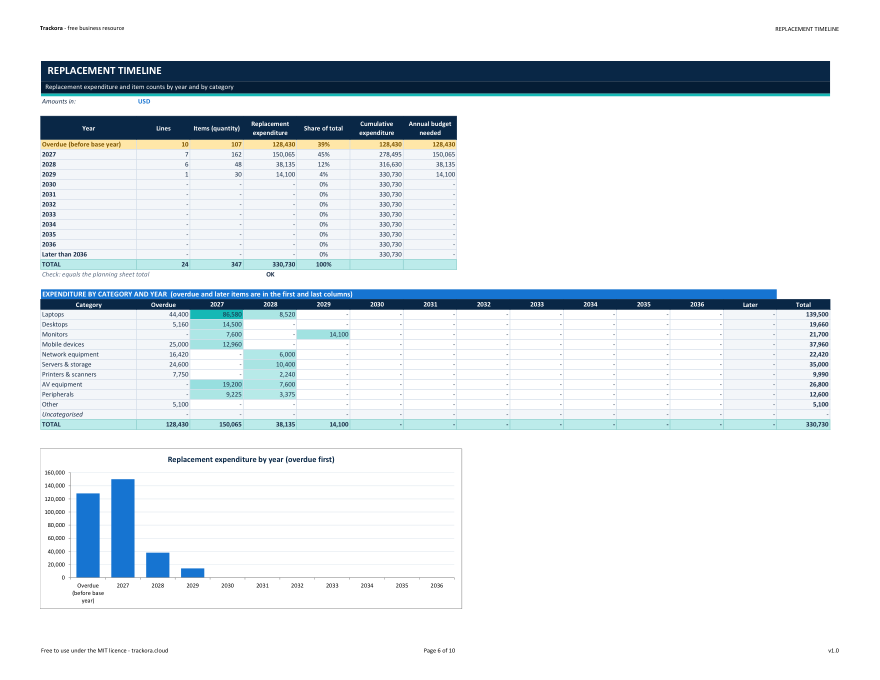 Trackora - free business resource REPLACEMENT TIMELINE
REPLACEMENT TIMELINE
Replacement expenditure and item counts by year and by category
Amounts in: USD
Year Lines Items (quantity) Replacement expenditure Share of total Cumulative expenditure Annual budget needed
Overdue (before base year) 10 107 128,430 39% 128,430 128,430
2027 7 162 150,065 45% 278,495 150,065
2028 6 48 38,135 12% 316,630 38,135
2029 1 30 14,100 4% 330,730 14,100
2030 - - - 0% 330,730 -
2031 - - - 0% 330,730 -
2032 - - - 0% 330,730 -
2033 - - - 0% 330,730 -
2034 - - - 0% 330,730 -
2035 - - - 0% 330,730 -
2036 - - - 0% 330,730 -
Later than 2036 - - - 0% 330,730 -
TOTAL 24 347 330,730 100%
Check: equals the planning sheet total OK
EXPENDITURE BY CATEGORY AND YEAR (overdue and later items are in the first and last columns)
Category Overdue 2027 2028 2029 2030 2031 2032 2033 2034 2035 2036 Later Total
Laptops 44,400 86,580 8,520 - - - - - - - - - 139,500
Desktops 5,160 14,500 - - - - - - - - - - 19,660
Monitors - 7,600 - 14,100 - - - - - - - - 21,700
Mobile devices 25,000 12,960 - - - - - - - - - - 37,960
Network equipment 16,420 - 6,000 - - - - - - - - - 22,420
Servers & storage 24,600 - 10,400 - - - - - - - - - 35,000
Printers & scanners 7,750 - 2,240 - - - - - - - - - 9,990
AV equipment - 19,200 7,600 - - - - - - - - - 26,800
Peripherals - 9,225 3,375 - - - - - - - - - 12,600
Other 5,100 - - - - - - - - - - - 5,100
Uncategorised - - - - - - - - - - - - -
TOTAL 128,430 150,065 38,135 14,100 - - - - - - - - 330,730
Replacement expenditure by year (overdue first)
160,000
140,000
120,000
100,000
80,000
60,000
40,000
20,000
0
Overdue (before base year) 2027 2028 2029 2030 2031 2032 2033 2034 2035 2036
Free to use under the MIT licence - trackora.cloud Page 6 of 10 v1.0